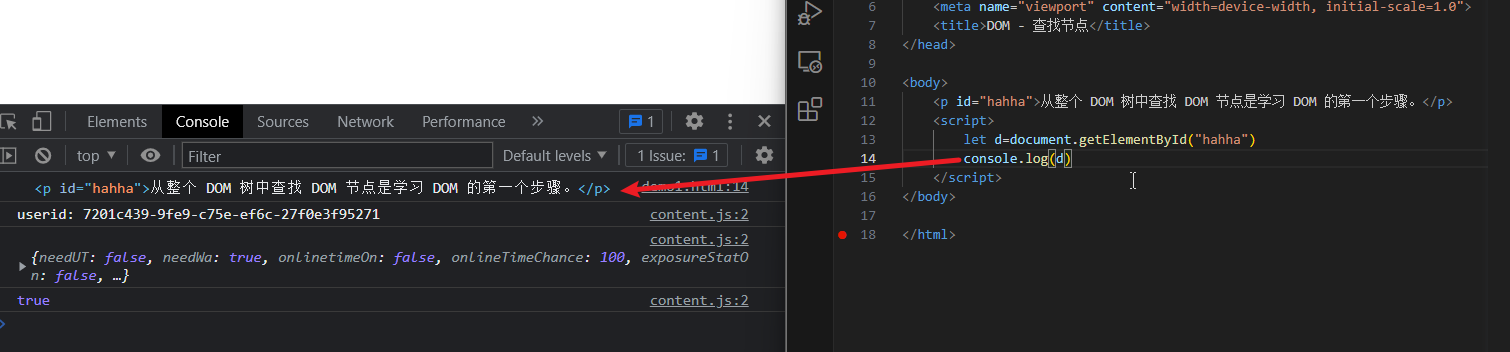 Elements Console Sources Network Performance » 1
top Filter Default levels 1 Issue: 1
<p id="hahha">从整个 DOM 树中查找 DOM 节点是学习 DOM 的第一个步骤。</p> demo1.html:14
userid: 7201c439-9fe9-c75e-ef6c-27f0e3f95271 content.js:2
content.js:2
{needUT: false, needWa: true, onlinetimeOn: false, onlineTimeChance: 100, exposureStatO
n: false, …}
true content.js:2
6 <meta name="viewport" content="width=device-width, initial-scale=1.0">
7 <title>DOM - 查找节点</title>
8 </head>
9
10 <body>
11 <p id="hahha">从整个 DOM 树中查找 DOM 节点是学习 DOM 的第一个步骤。</p>
12 <script>
13 let d=document.getElementById("hahha")
14 console.log(d)
15 </script>
16 </body>
17
18 </html>